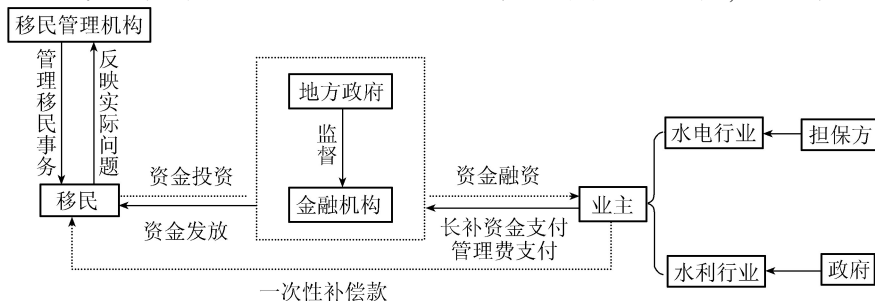 移民管理机构
管理移民事务
反映实际问题
地方政府
监督
金融机构
水电行业
担保方
资金投资
资金融资
移民
业主
资金发放
长补资金支付
管理费支付
水利行业
政府
一次性补偿款